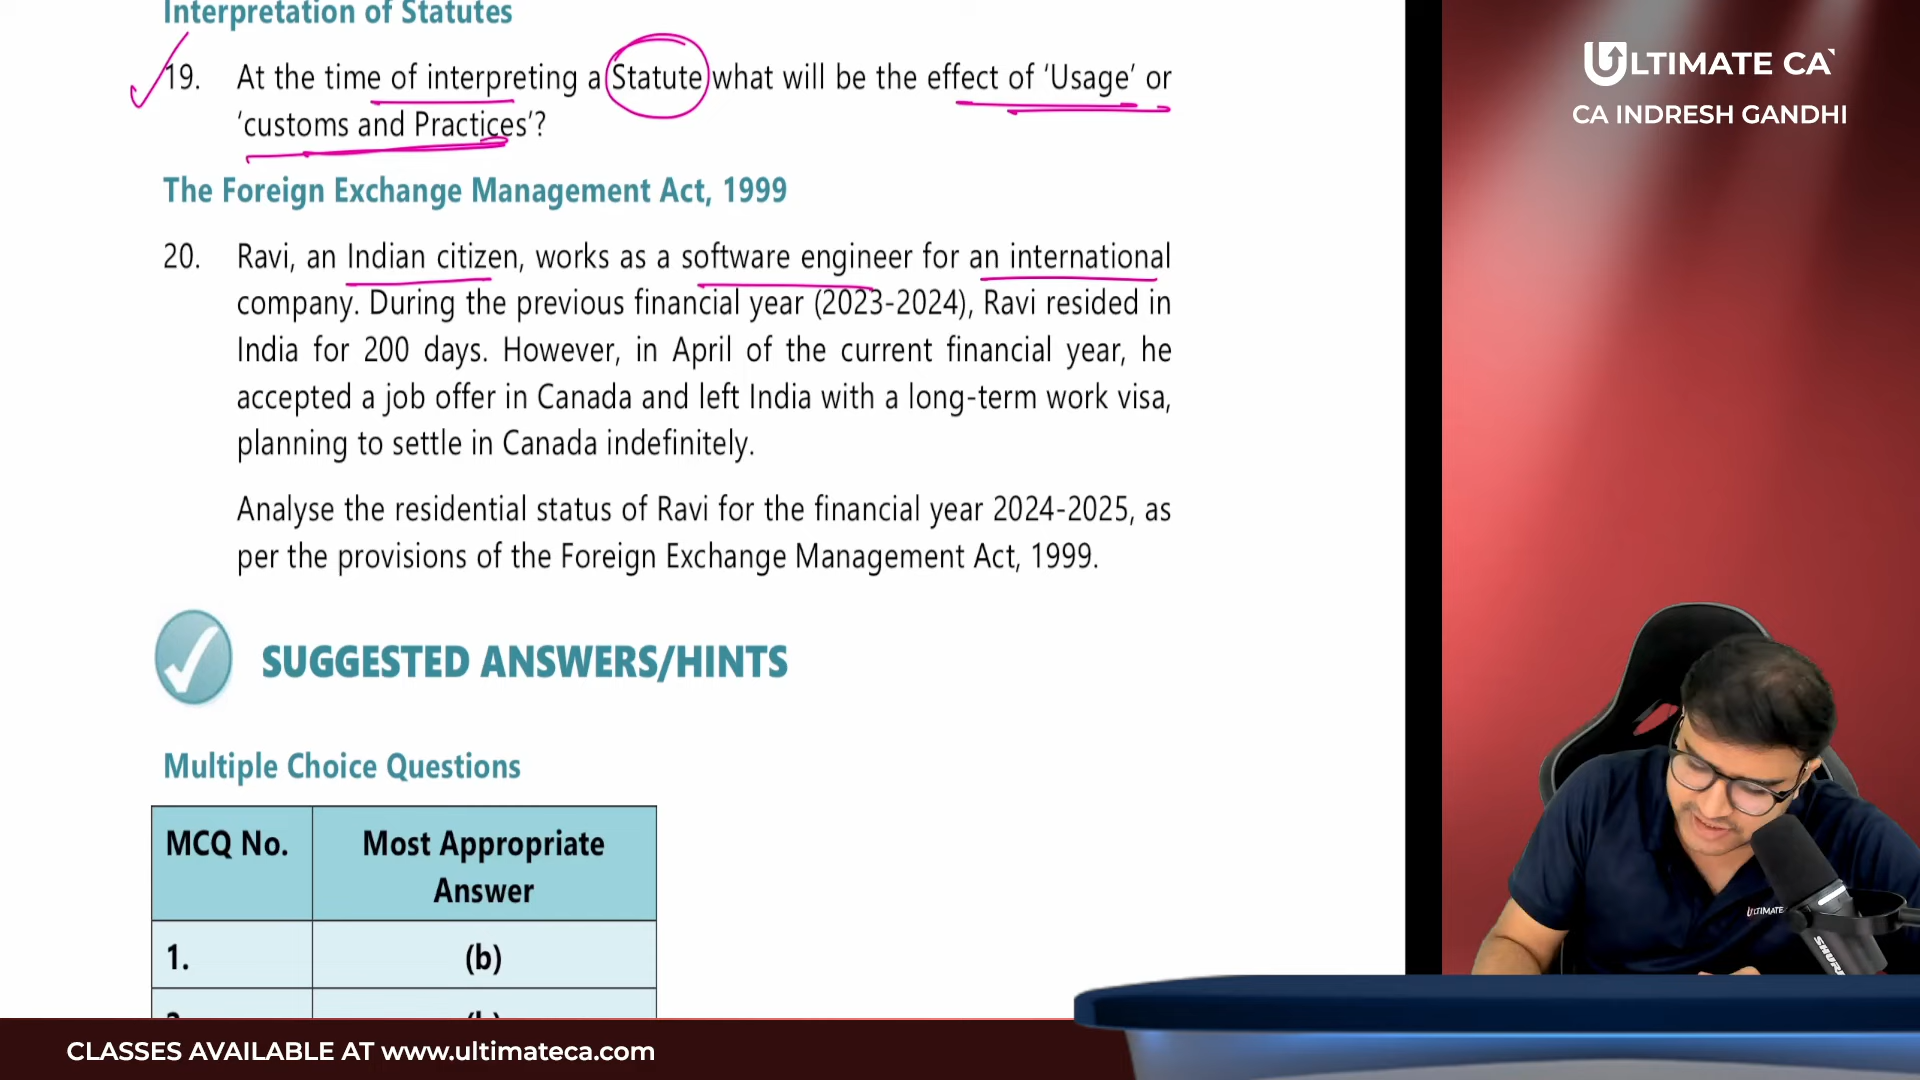 Interpretation of Statutes
19. At the time of interpreting a Statute what will be the effect of ‘Usage’ or
‘customs and Practices’?
The Foreign Exchange Management Act, 1999
20. Ravi, an Indian citizen, works as a software engineer for an international
company. During the previous financial year (2023-2024), Ravi resided in
India for 200 days. However, in April of the current financial year, he
accepted a job offer in Canada and left India with a long-term work visa,
planning to settle in Canada indefinitely.
Analyse the residential status of Ravi for the financial year 2024-2025, as
per the provisions of the Foreign Exchange Management Act, 1999.
SUGGESTED ANSWERS/HINTS
Multiple Choice Questions
MCQ No. Most Appropriate
Answer
1. (b)
ULTIMATE CA
CA INDRESH GANDHI
ULTIMATE
SHURE
CLASSES AVAILABLE AT www.ultimateca.com